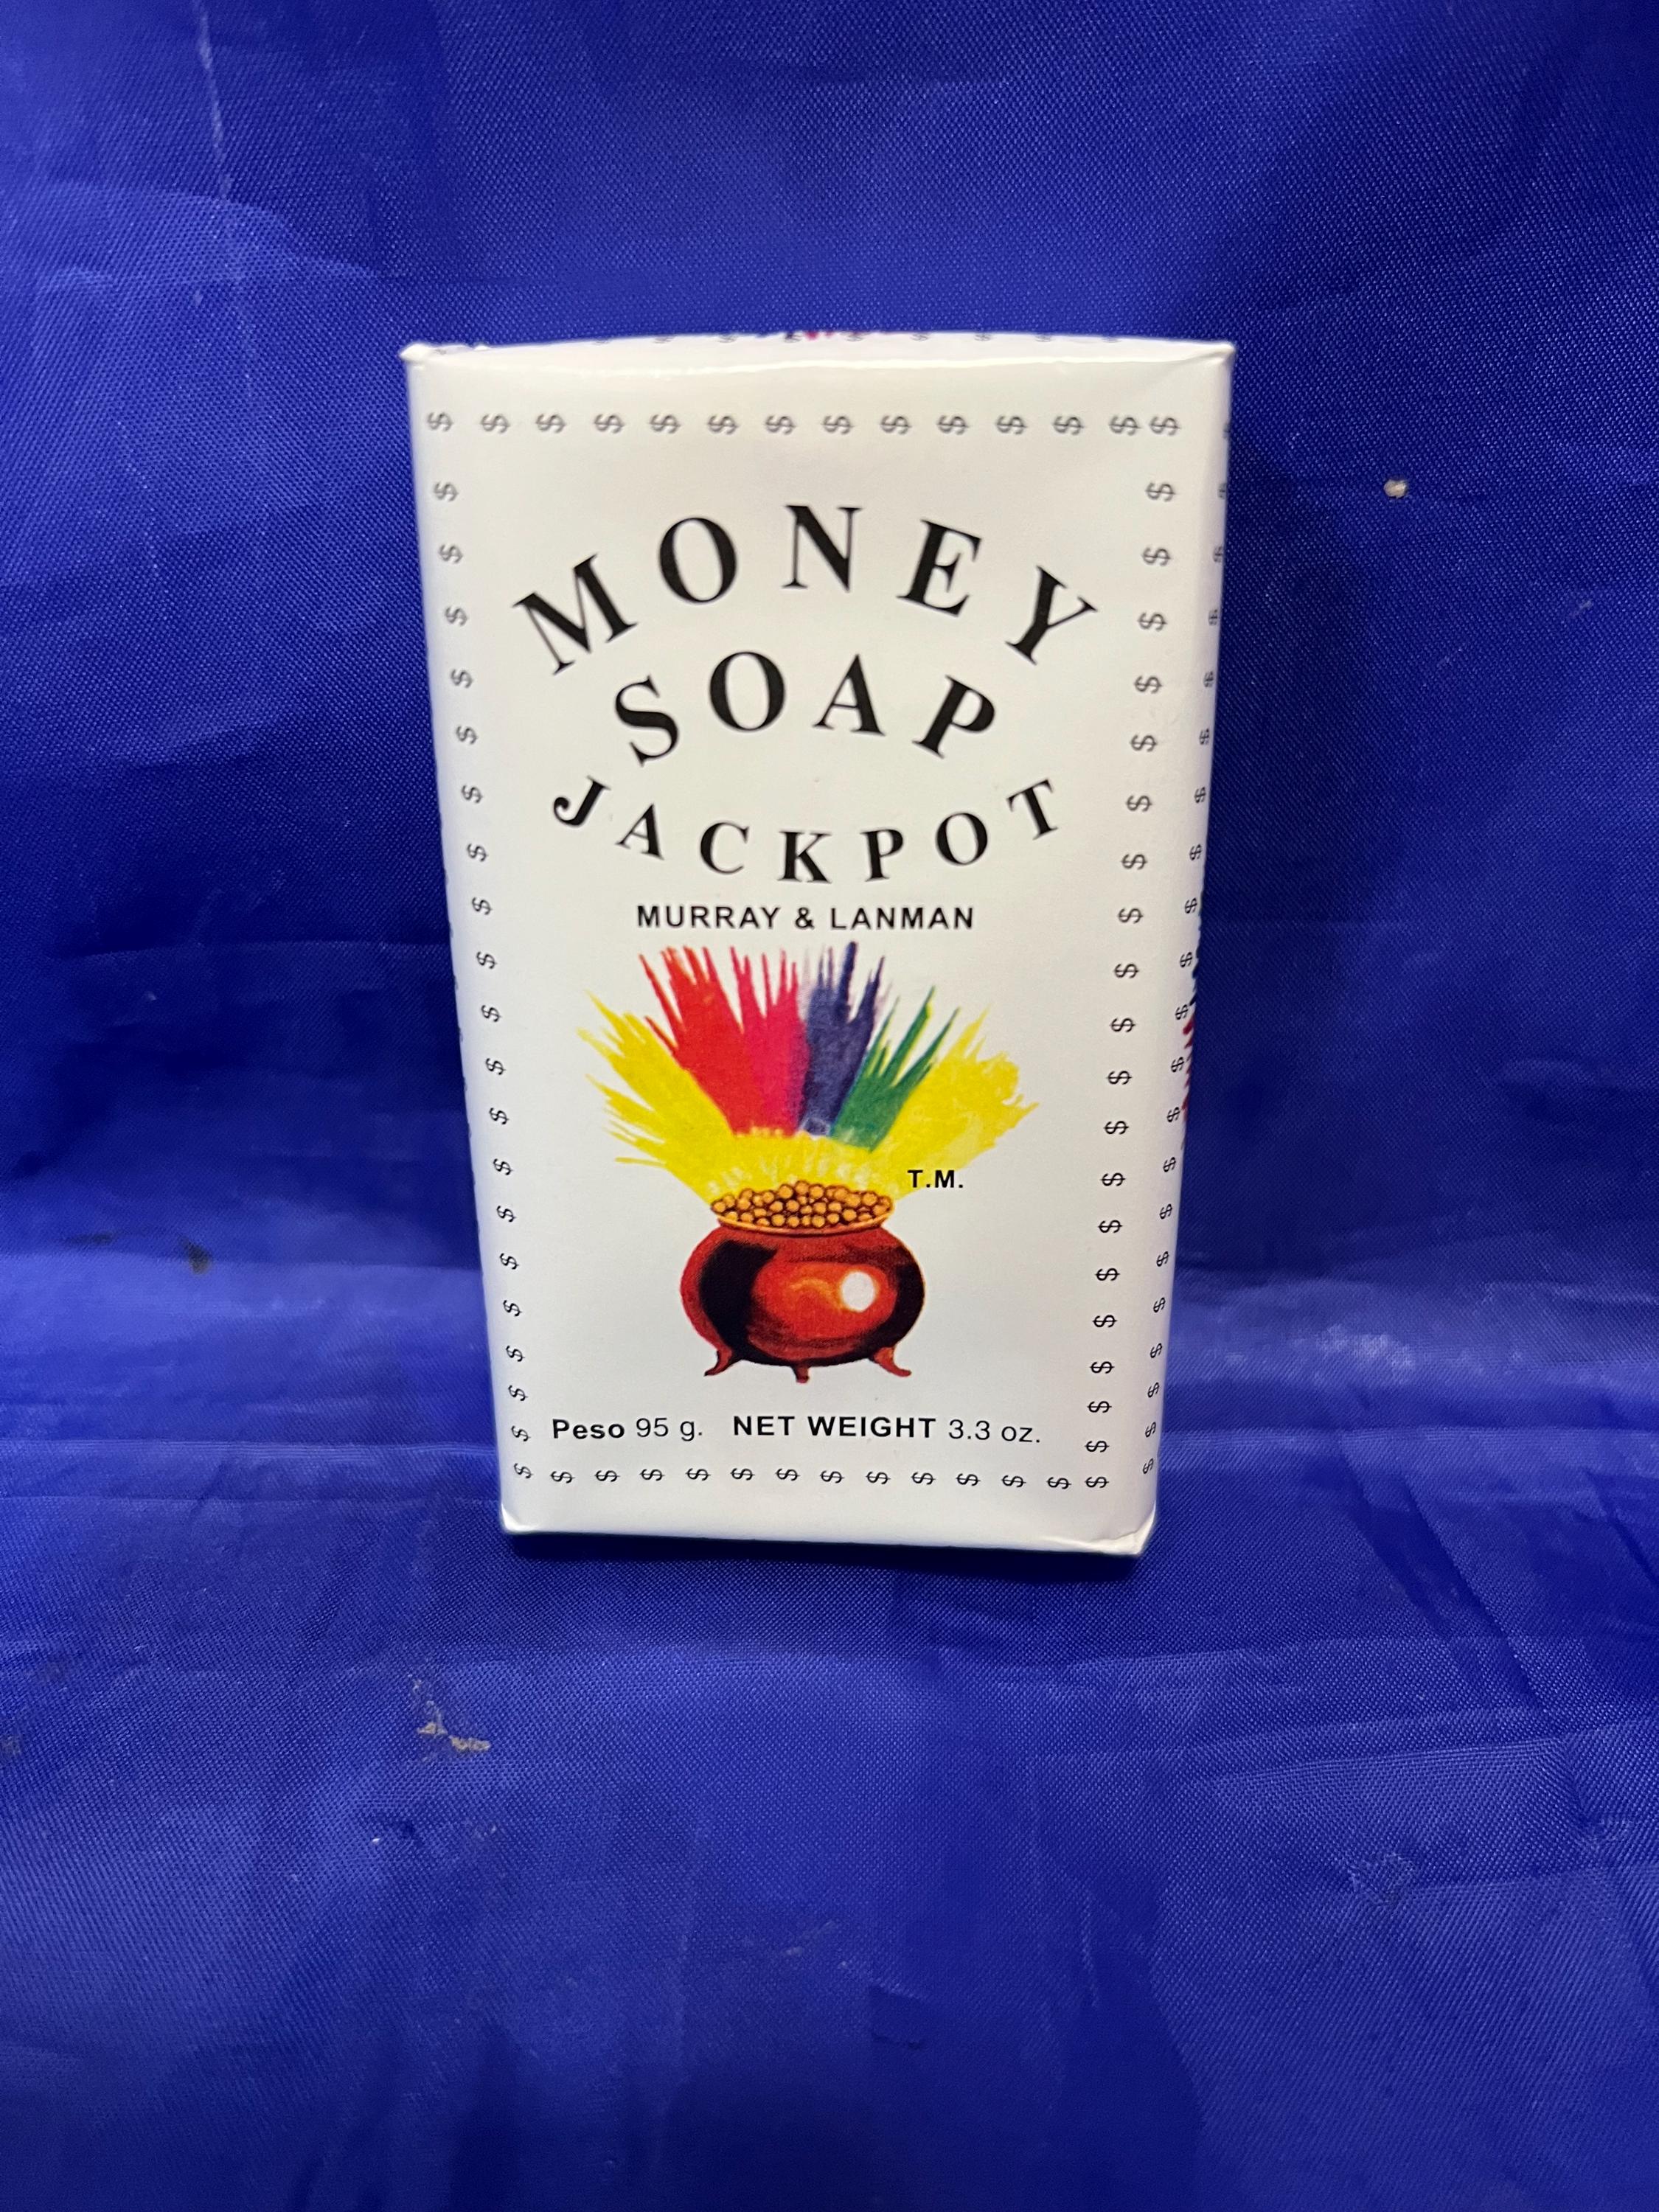 MONEY
SOAP
JACKPOT
MURRAY & LANMAN
T.M.
Peso 95 g. NET WEIGHT 3.3 oz.